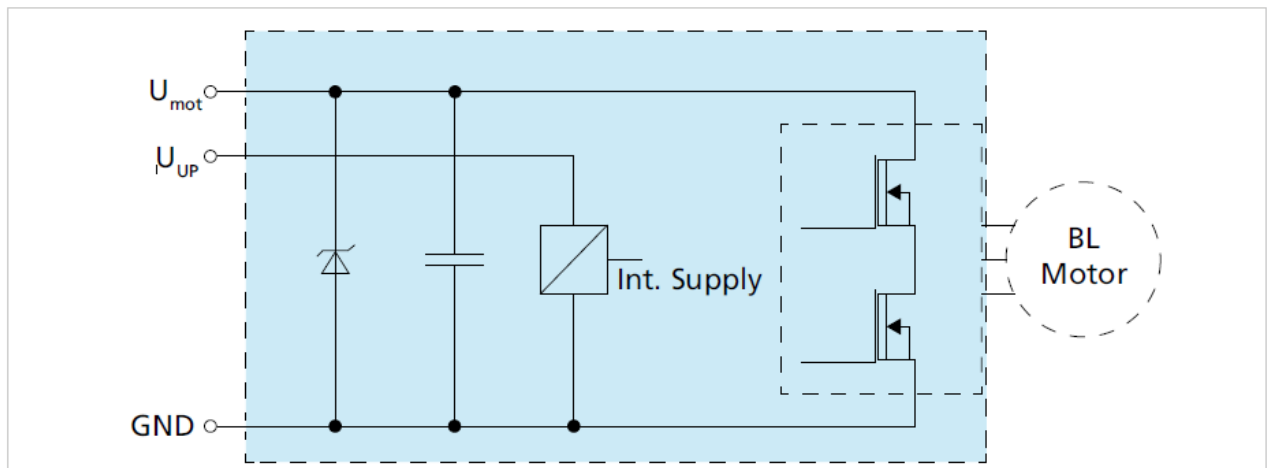 Umot
UUP
Int. Supply
BL
Motor
GND